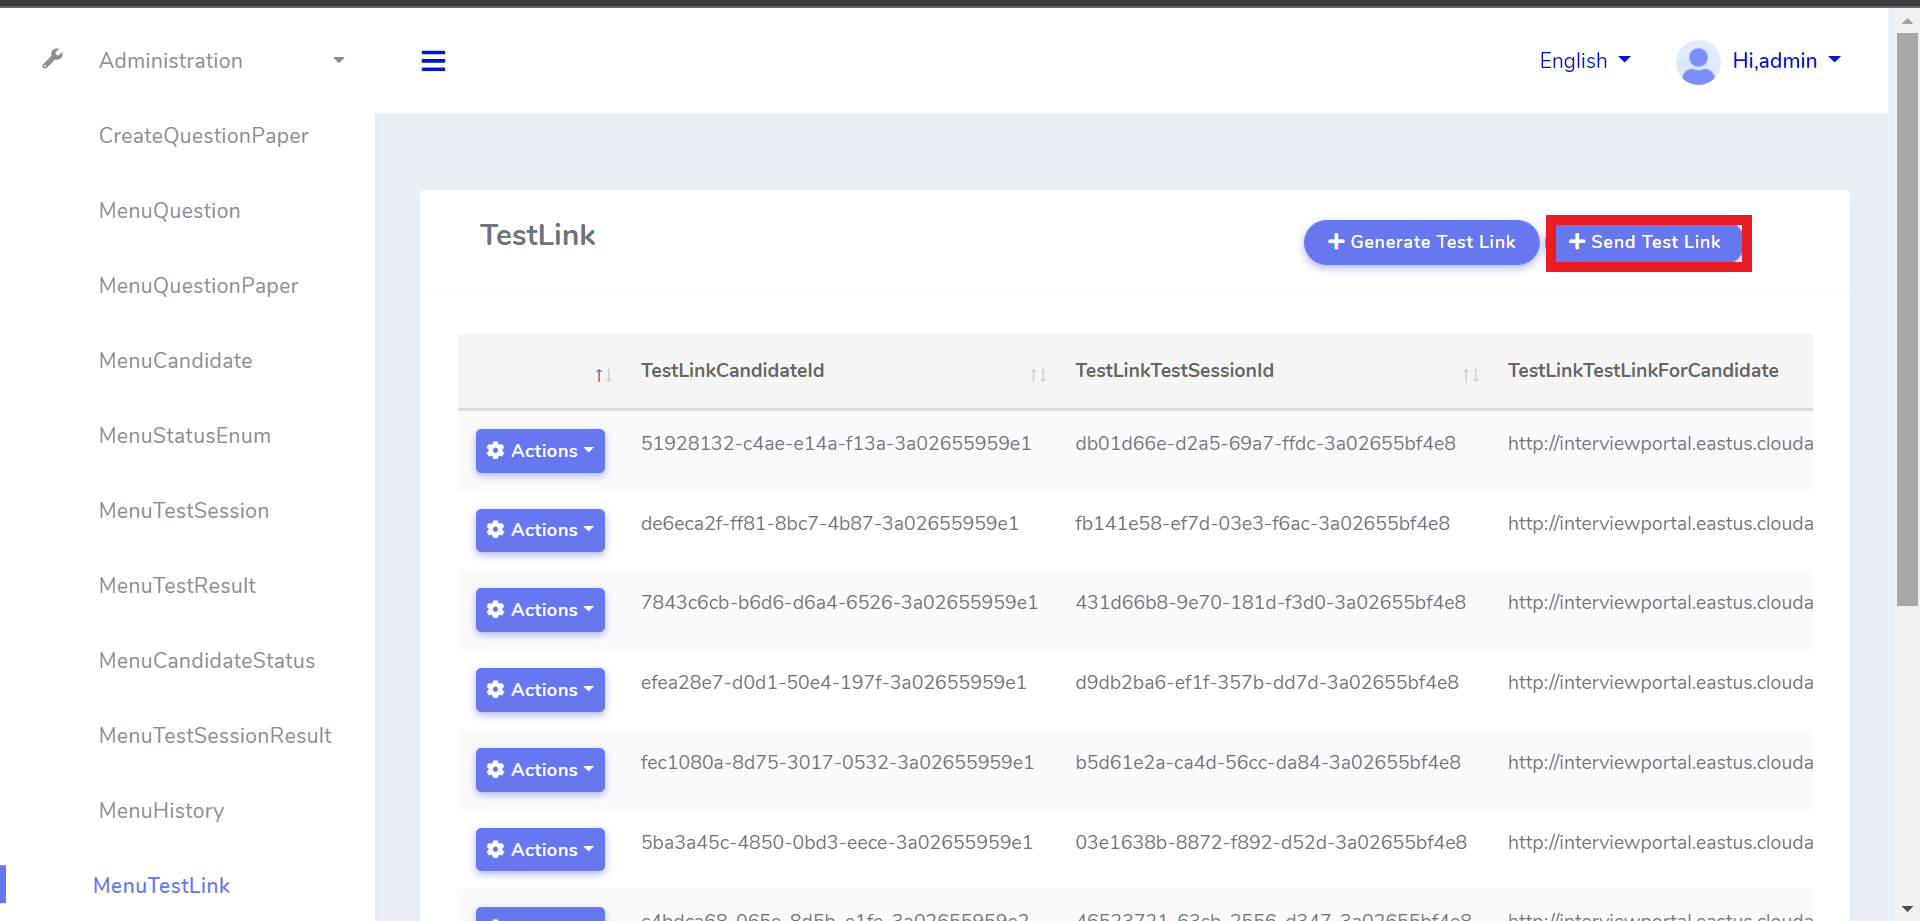 Administration
CreateQuestionPaper
MenuQuestion
MenuQuestionPaper
MenuCandidate
MenuStatusEnum
MenuTestSession
MenuTestResult
MenuCandidateStatus
MenuTestSessionResult
MenuHistory
MenuTestLink
English
Hi,admin
TestLink
Generate Test Link
Send Test Link
TestLinkCandidateId TestLinkTestSessionId TestLinkTestLinkForCandidate
Actions 51928132-c4ae-e14a-f13a-3a02655959e1 db01d66e-d2a5-69a7-ffdc-3a02655bf4e8 http://interviewportal.eastus.clouda
Actions de6eca2f-ff81-8bc7-4b87-3a02655959e1 fb141e58-ef7d-03e3-f6ac-3a02655bf4e8 http://interviewportal.eastus.clouda
Actions 7843c6cb-b6d6-d6a4-6526-3a02655959e1 431d66b8-9e70-181d-f3d0-3a02655bf4e8 http://interviewportal.eastus.clouda
Actions efea28e7-d0d1-50e4-197f-3a02655959e1 d9db2ba6-ef1f-357b-dd7d-3a02655bf4e8 http://interviewportal.eastus.clouda
Actions fec1080a-8d75-3017-0532-3a02655959e1 b5d61e2a-ca4d-56cc-da84-3a02655bf4e8 http://interviewportal.eastus.clouda
Actions 5ba3a45c-4850-0bd3-eece-3a02655959e1 03e1638b-8872-f892-d52d-3a02655bf4e8 http://interviewportal.eastus.clouda